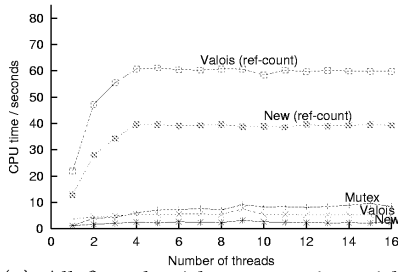 80
70
60
50
40
30
20
10
0
CPU time / seconds
Valois (ref-count)
New (ref-count)
Mutex
Valois
New
0 2 4 6 8 10 12 14 16
Number of threads